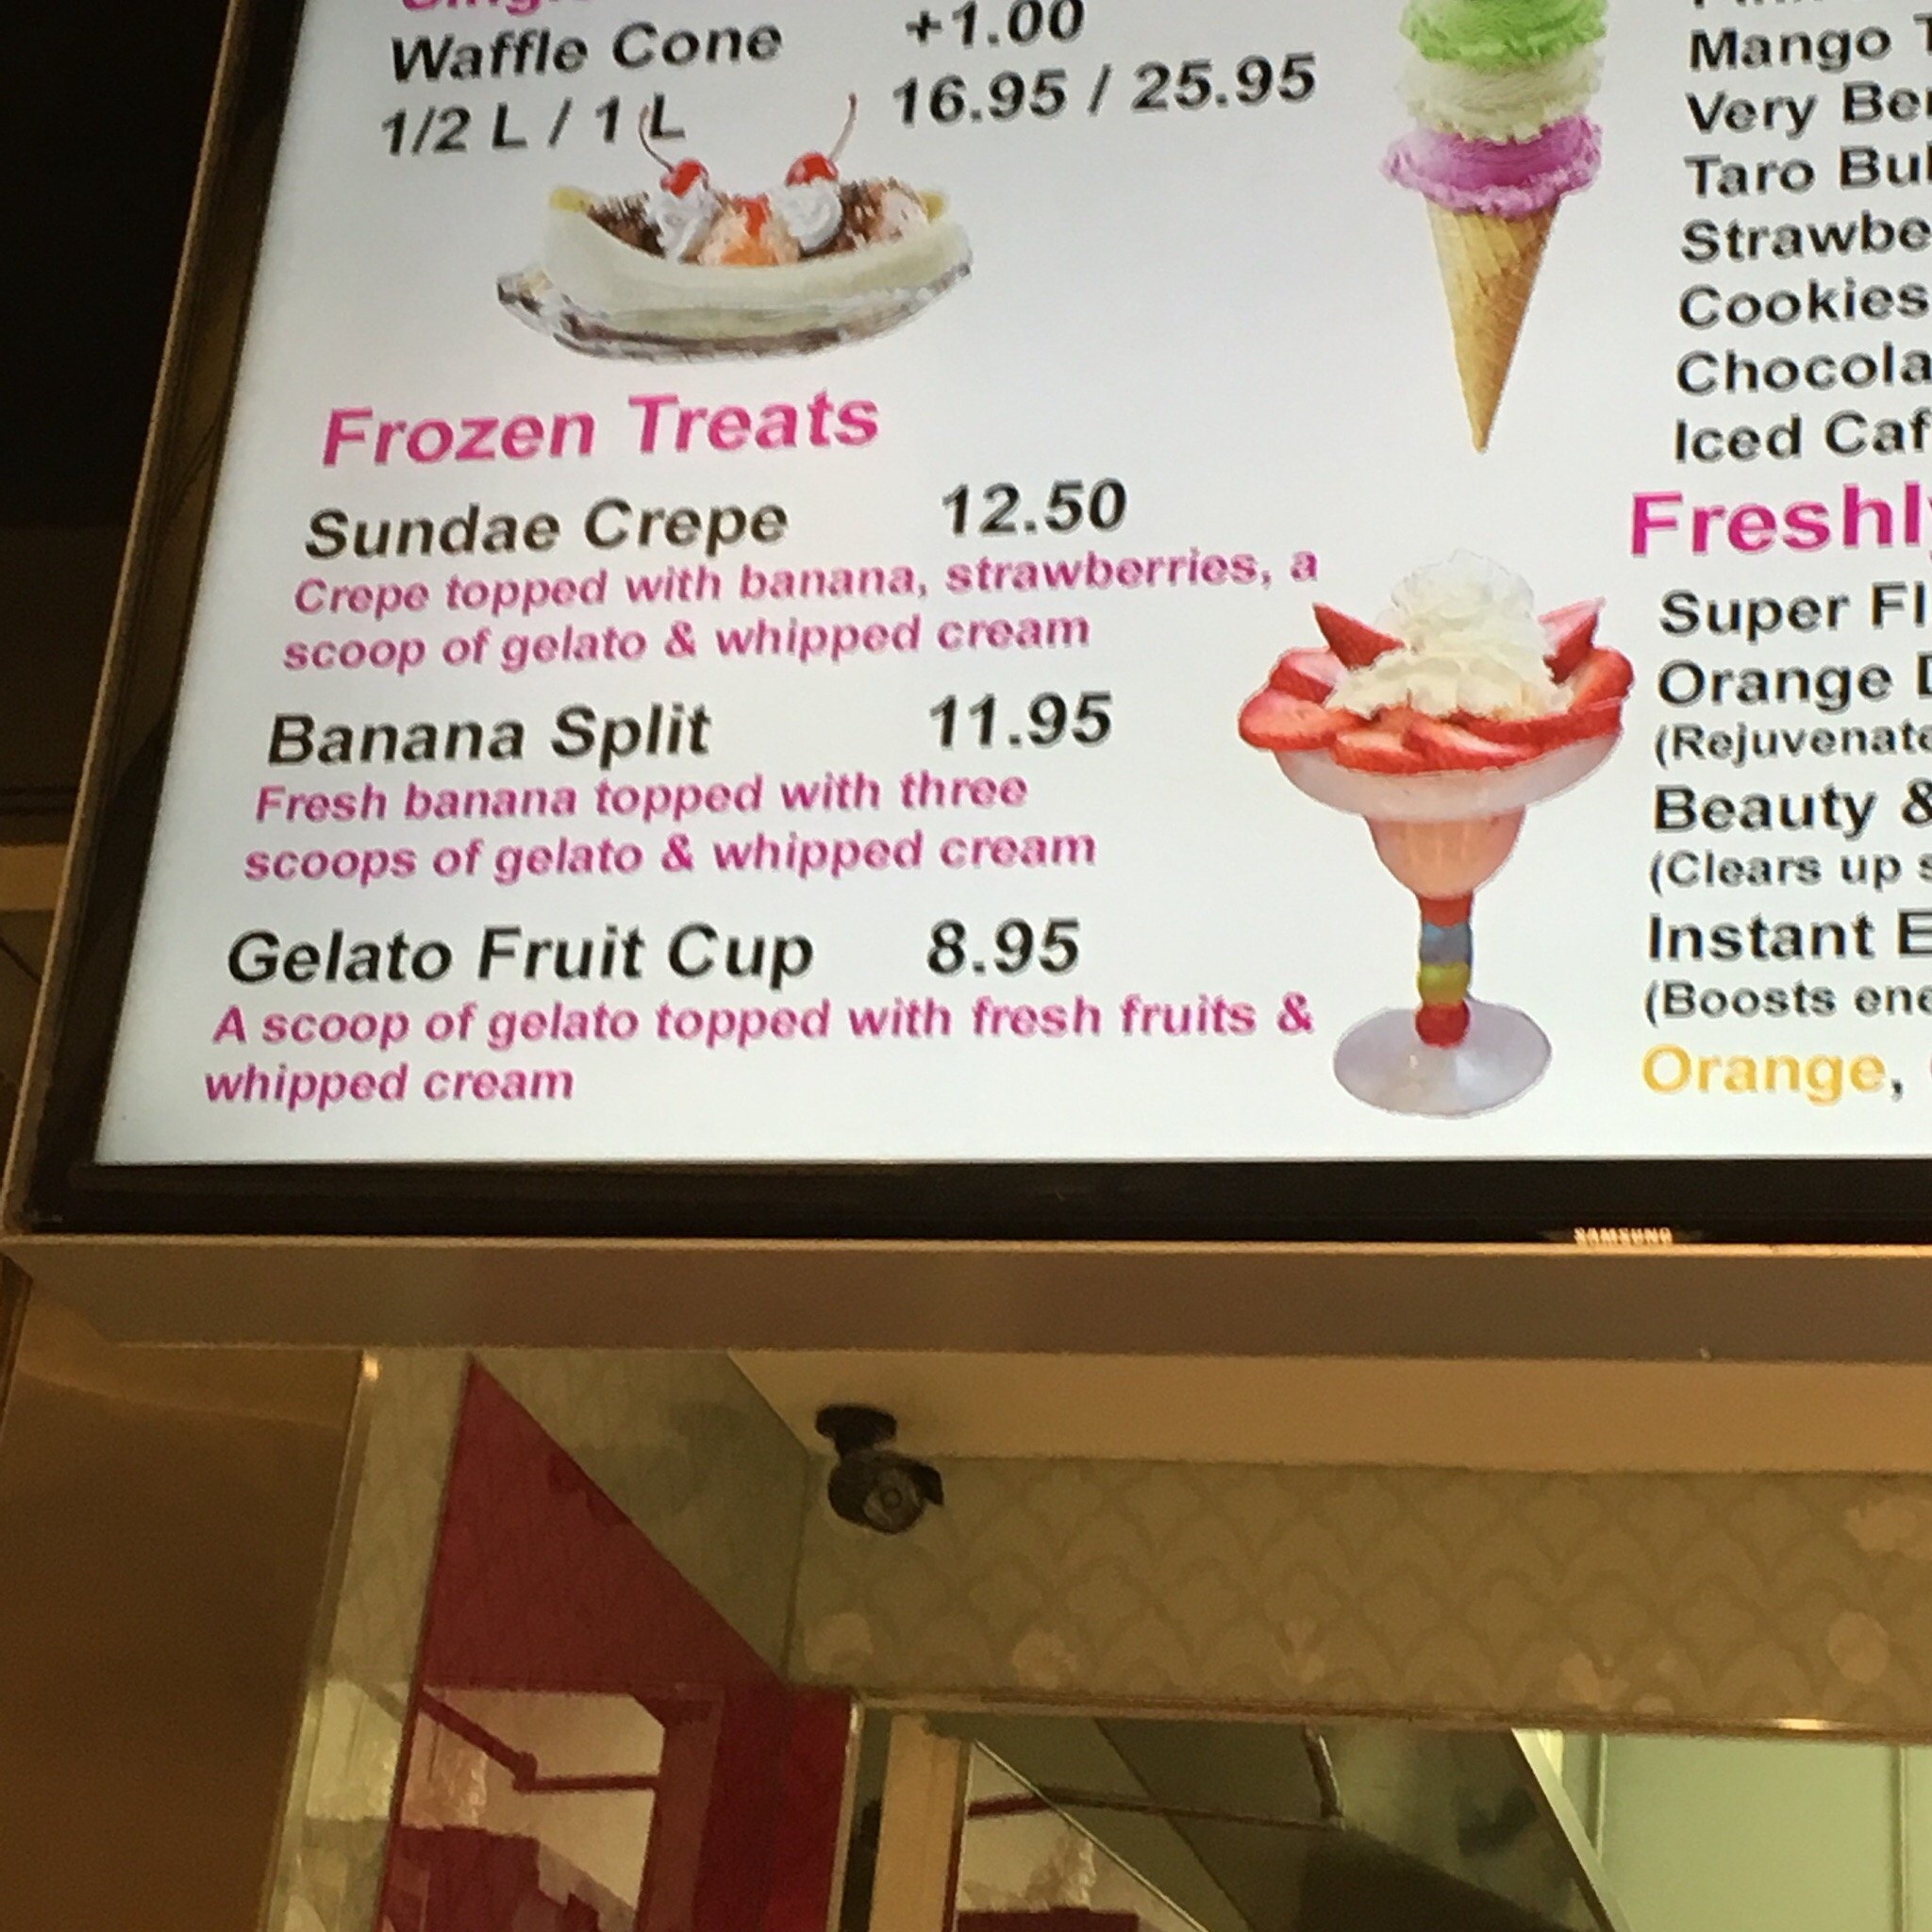 Waffle Cone +1.00
1/2 L / 1 L 16.95 / 25.95
Frozen Treats
Sundae Crepe 12.50
Crepe topped with banana, strawberries, a
scoop of gelato & whipped cream
Banana Split 11.95
Fresh banana topped with three
scoops of gelato & whipped cream
Gelato Fruit Cup 8.95
A scoop of gelato topped with fresh fruits &
whipped cream
Mango
Very
Taro
Super
Orange
Beauty &
(Clears up
Instant
(Boosts
Orange,
SAMSUNG